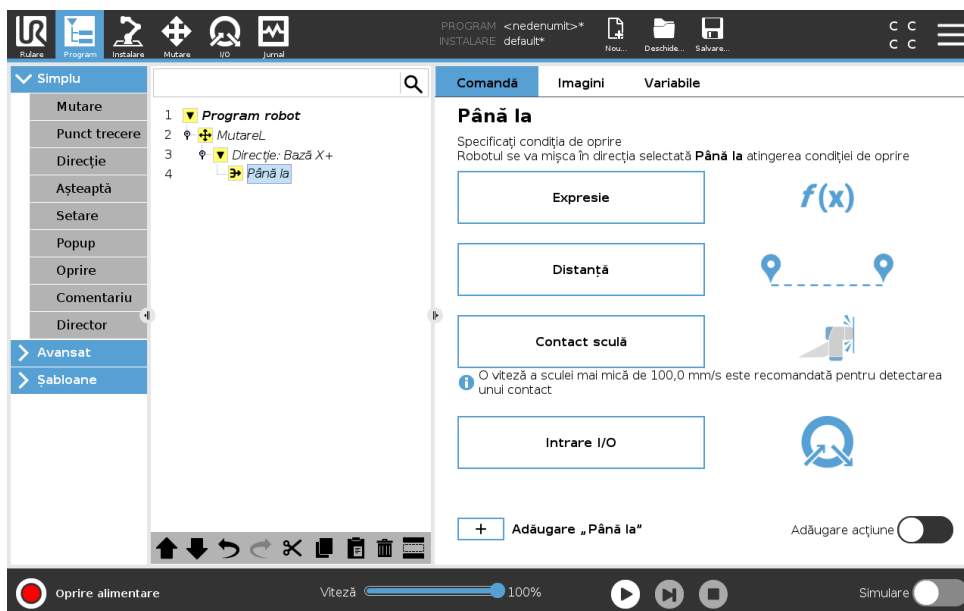 PROGRAM <nedenumit>*
INSTALARE default*
C C
C C
Rulare Program Instalare Mutare I/O Jurnal Nou... Deschide... Salvare...
Simplu
Mutare
Punct trecere
Direcție
Așteaptă
Setare
Popup
Oprire
Comentariu
Director
Avansat
Șabloane
1 Program robot
2 MutareL
3 Direcție: Bază X+
4 Până la
Comandă Imagini Variabile
Până la
Specificați condiția de oprire
Robotul se va mișca în direcția selectată Până la atingerea condiției de oprire
Expresie f(x)
Distanță
Contact sculă
O viteză a sculei mai mică de 100,0 mm/s este recomandată pentru detectarea
unui contact
Intrare I/O
+ Adăugare „Până la” Adăugare acțiune
Oprire alimentare Viteză 100% Simulare